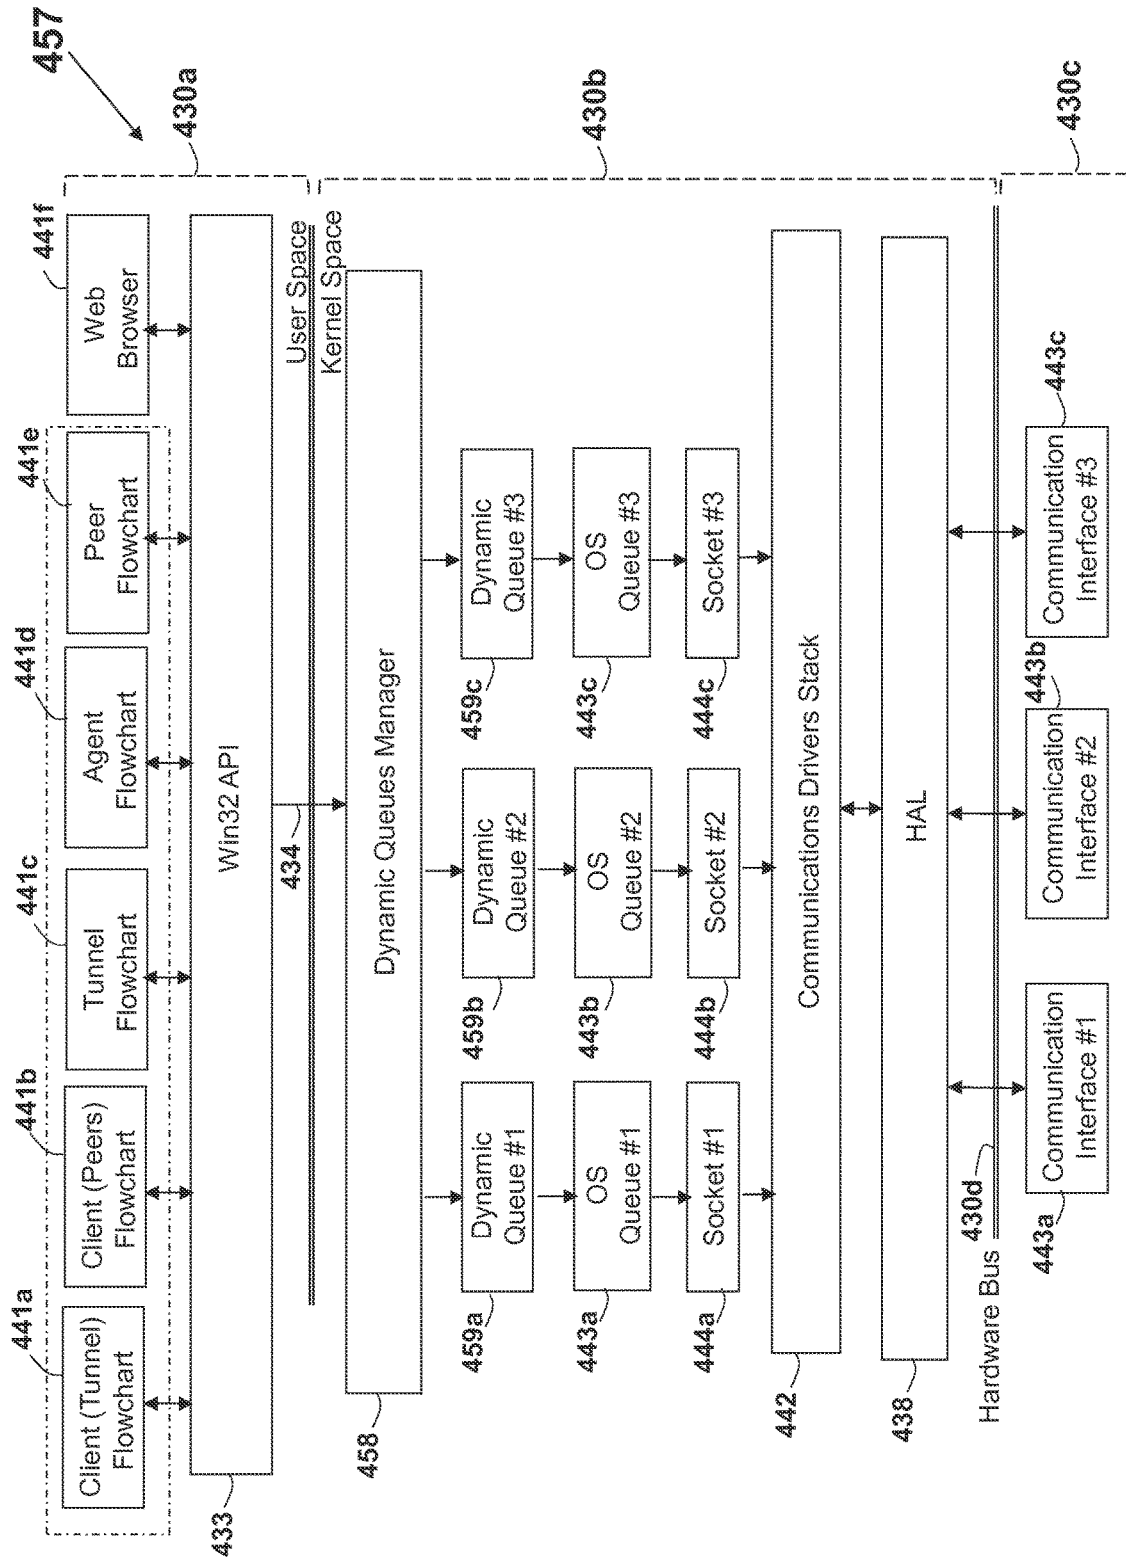 457
430a
430b
430c
441a
441b
441c
441d
441e
441f
Client (Tunnel)
Flowchart
Client (Peers)
Flowchart
Tunnel
Flowchart
Agent
Flowchart
Peer
Flowchart
Web
Browser
433
Win32 API
434
User Space
Kernel Space
458
Dynamic Queues Manager
459a
Dynamic
Queue #1
459b
Dynamic
Queue #2
459c
Dynamic
Queue #3
443a
OS
Queue #1
443b
OS
Queue #2
443c
OS
Queue #3
444a
Socket #1
444b
Socket #2
444c
Socket #3
442
Communications Drivers Stack
438
HAL
Hardware Bus
430d
443a
Communication
Interface #1
443b
Communication
Interface #2
443c
Communication
Interface #3